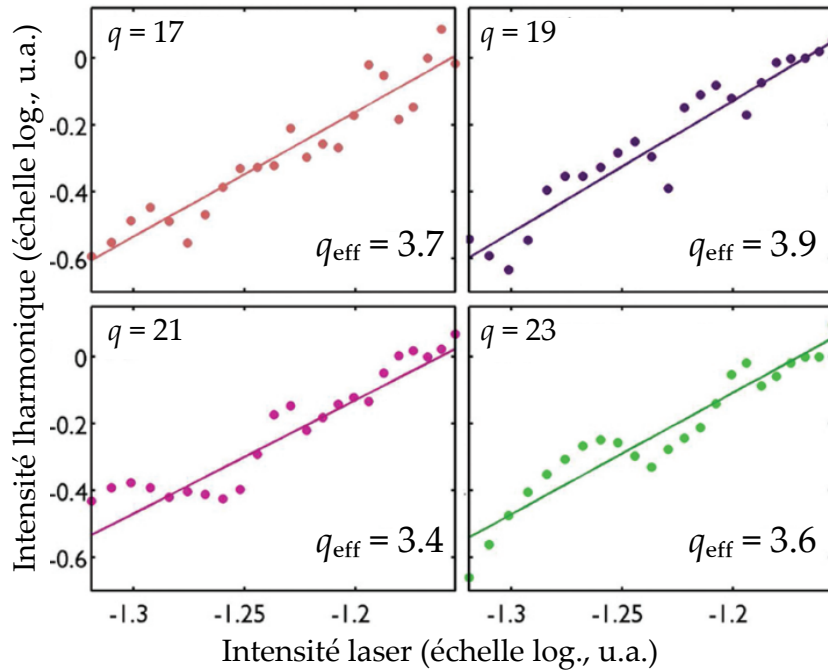 q = 17
q = 19
0
-0.2
-0.4
-0.6
q_eff = 3.7
q_eff = 3.9
q = 21
q = 23
0
-0.2
-0.4
-0.6
q_eff = 3.4
q_eff = 3.6
-1.3 -1.25 -1.2 -1.3 -1.25 -1.2
Intensité lharmonique (échelle log., u.a.)
Intensité laser (échelle log., u.a.)